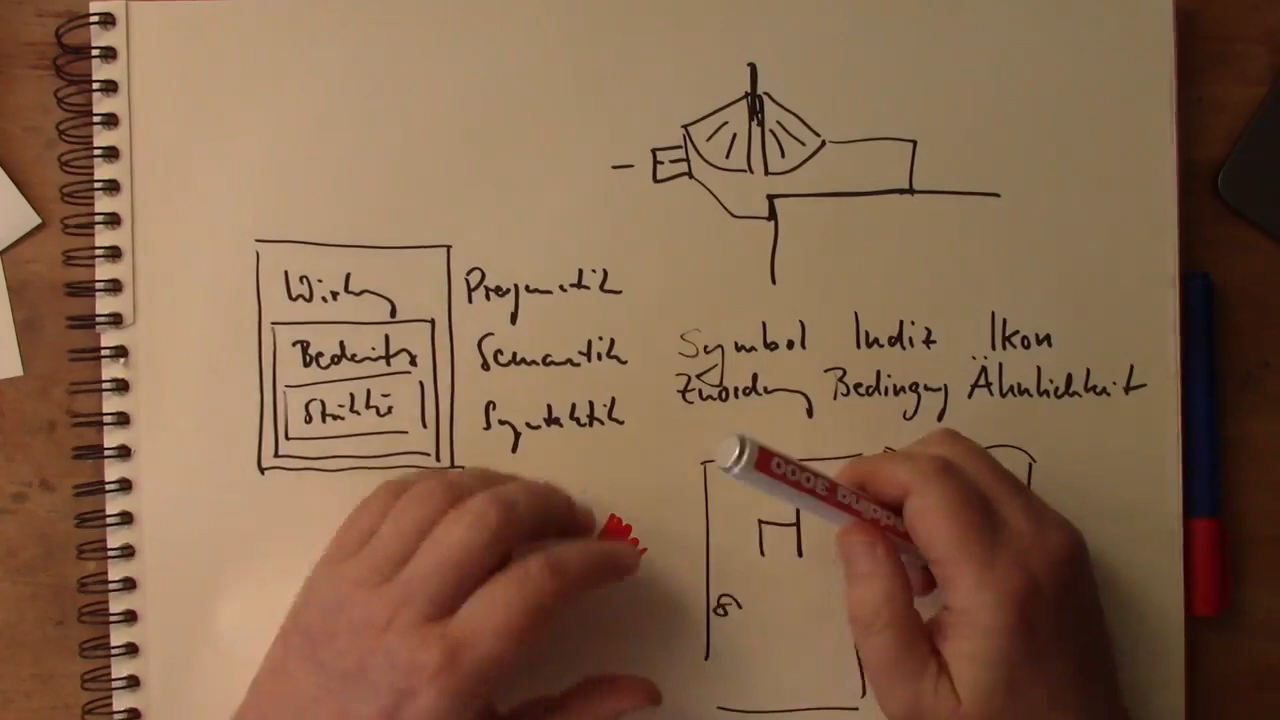 Wirkung Pragmatik
Bedeutung Semantik Symbol Indiz Ikon
Struktur Syntaktik Zuordnung Bedingung Ähnlichkeit
edding 3000